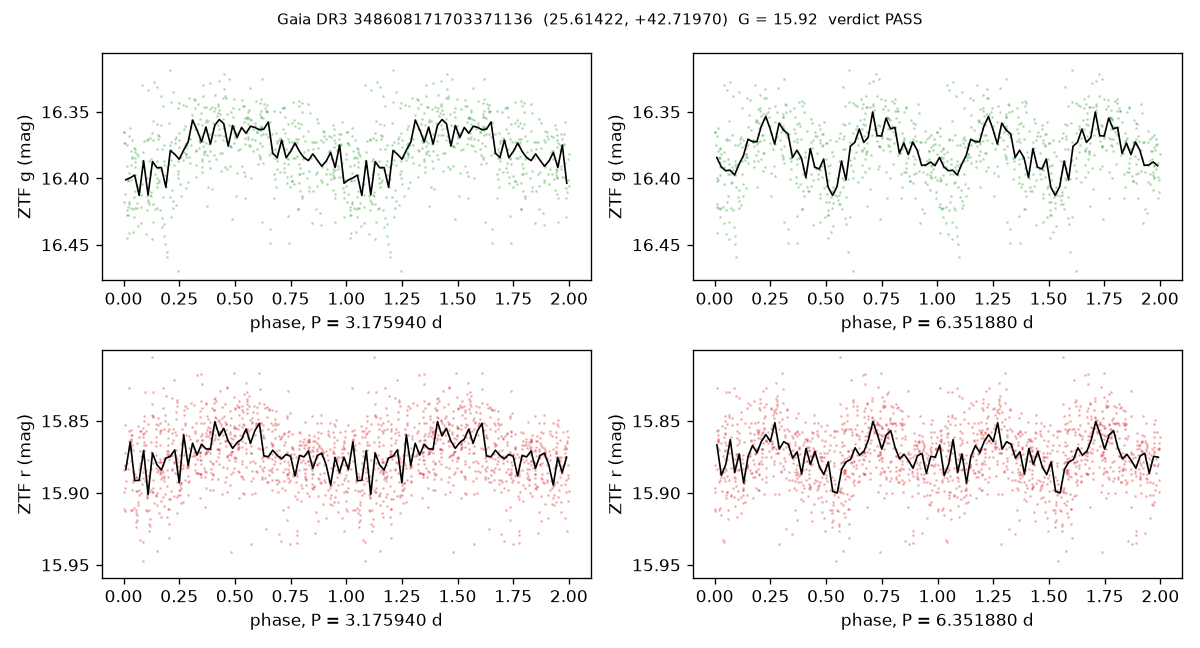 Gaia DR3 348608171703371136 (25.61422, +42.71970) G = 15.92 verdict PASS
ZTF g (mag)
16.35
16.40
16.45
0.00 0.25 0.50 0.75 1.00 1.25 1.50 1.75 2.00
phase, P = 3.175940 d
ZTF g (mag)
16.35
16.40
16.45
0.00 0.25 0.50 0.75 1.00 1.25 1.50 1.75 2.00
phase, P = 6.351880 d
ZTF r (mag)
15.85
15.90
15.95
0.00 0.25 0.50 0.75 1.00 1.25 1.50 1.75 2.00
phase, P = 3.175940 d
ZTF r (mag)
15.85
15.90
15.95
0.00 0.25 0.50 0.75 1.00 1.25 1.50 1.75 2.00
phase, P = 6.351880 d